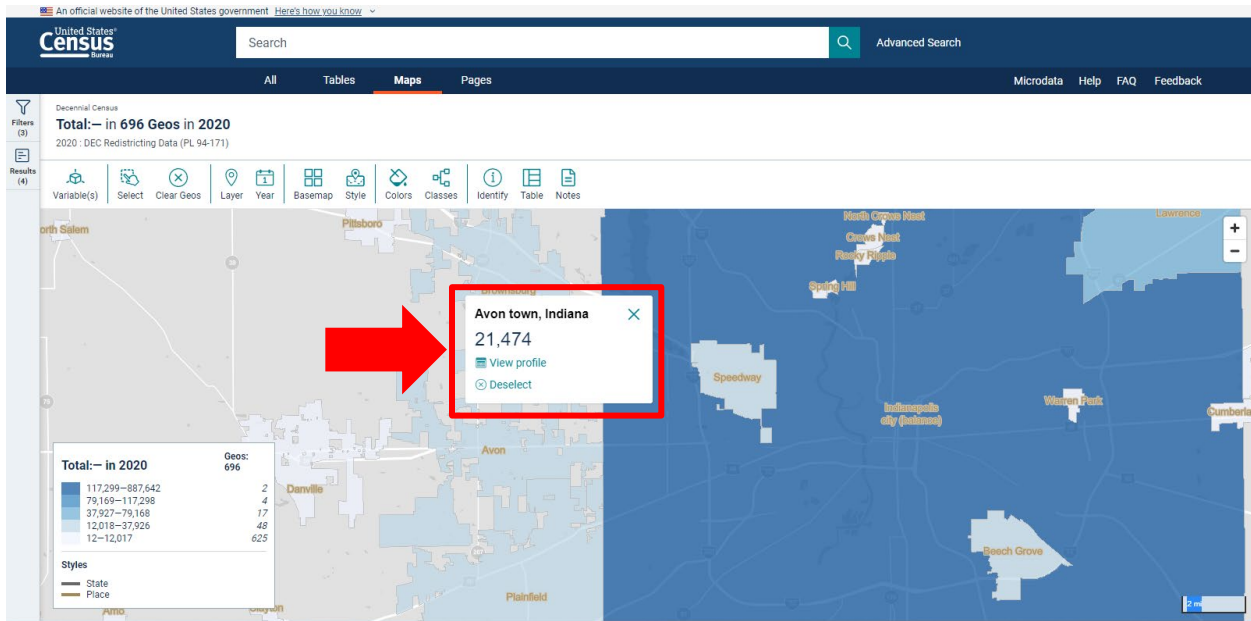 An official website of the United States government Here's how you know
United States®
Census
Bureau
Search
Advanced Search
All Tables Maps Pages
Microdata Help FAQ Feedback
Filters
(3)
Results
(4)
Decennial Census
Total:— in 696 Geos in 2020
2020 : DEC Redistricting Data (PL 94-171)
Variable(s) Select Clear Geos Layer Year Basemap Style Colors Classes Identify Table Notes
orth Salem
Pittsboro
North Crows Nest
Lawrence
Crows Nest
Rocky Ripple
Spring Hill
Brownsburg
+
−
Avon town, Indiana
21,474
View profile
Deselect
Speedway
Warren Park
Indianapolis
city (balance)
Cumberla
Avon
Danville
Beech Grove
Plainfield
Total:— in 2020
Geos:
696
117,299—887,642 2
79,169—117,298 4
37,927—79,168 17
12,018—37,926 48
12—12,017 625
Styles
State
Place
Amo
Clayton
2 mi